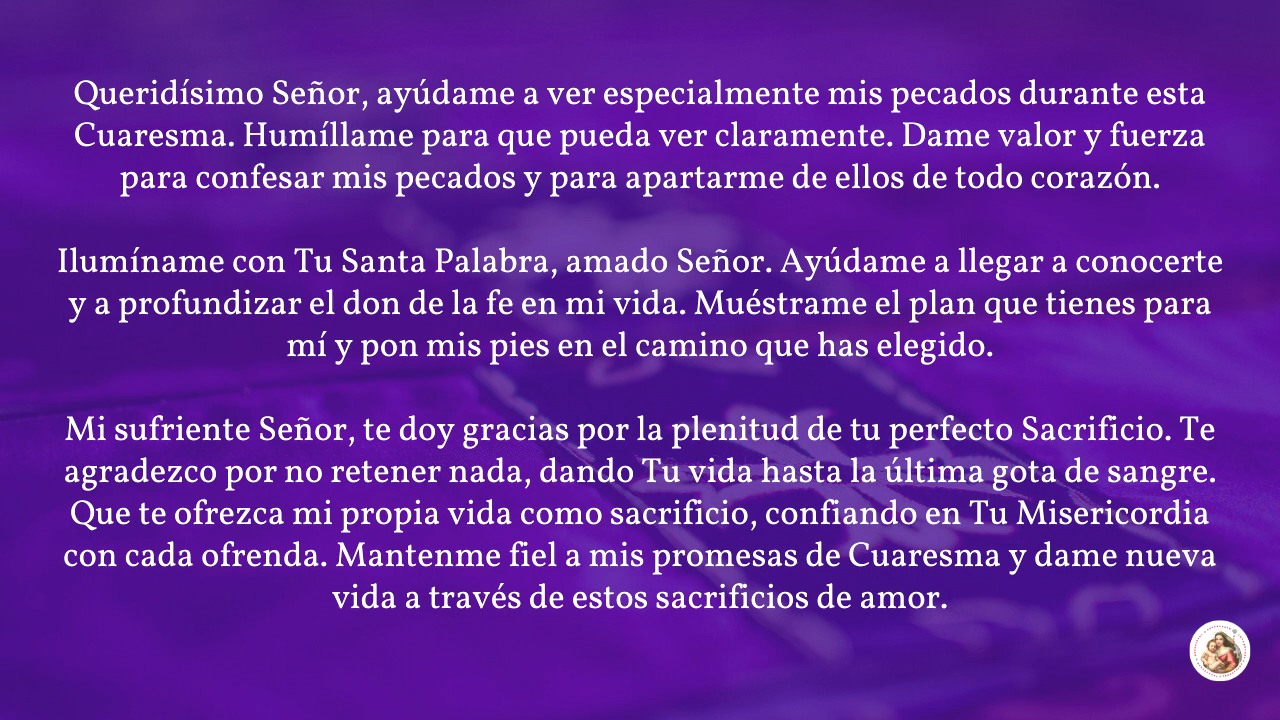 Queridísimo Señor, ayúdame a ver especialmente mis pecados durante esta
Cuaresma. Humíllame para que pueda ver claramente. Dame valor y fuerza
para confesar mis pecados y para apartarme de ellos de todo corazón.
Ilumíname con Tu Santa Palabra, amado Señor. Ayúdame a llegar a conocerte
y a profundizar el don de la fe en mi vida. Muéstrame el plan que tienes para
mí y pon mis pies en el camino que has elegido.
Mi sufriente Señor, te doy gracias por la plenitud de tu perfecto Sacrificio. Te
agradezco por no retener nada, dando Tu vida hasta la última gota de sangre.
Que te ofrezca mi propia vida como sacrificio, confiando en Tu Misericordia
con cada ofrenda. Mantenme fiel a mis promesas de Cuaresma y dame nueva
vida a través de estos sacrificios de amor.